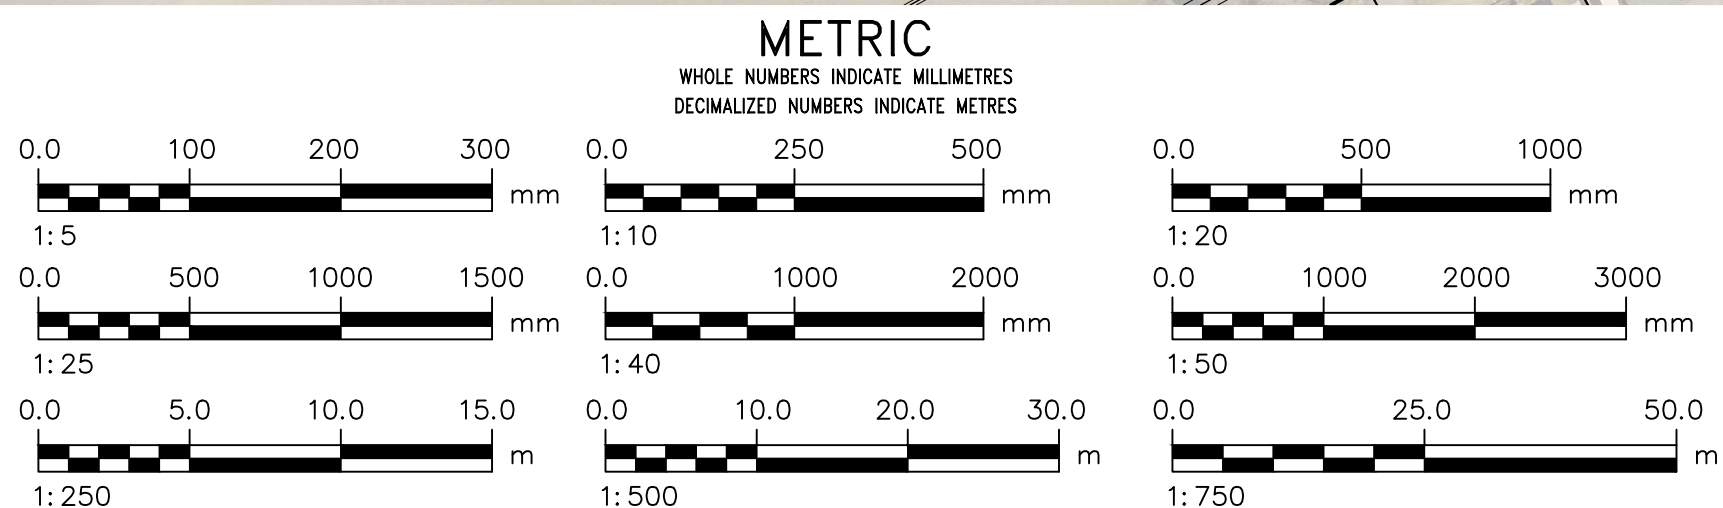 METRIC
WHOLE NUMBERS INDICATE MILLIMETRES
DECIMALIZED NUMBERS INDICATE METRES
0.0 100 200 300
mm
1:5
0.0 250 500
mm
1:10
0.0 500 1000
mm
1:20
0.0 500 1000 1500
mm
1:25
0.0 1000 2000
mm
1:40
0.0 1000 2000 3000
mm
1:50
0.0 5.0 10.0 15.0
m
1:250
0.0 10.0 20.0 30.0
m
1:500
0.0 25.0 50.0
m
1:750